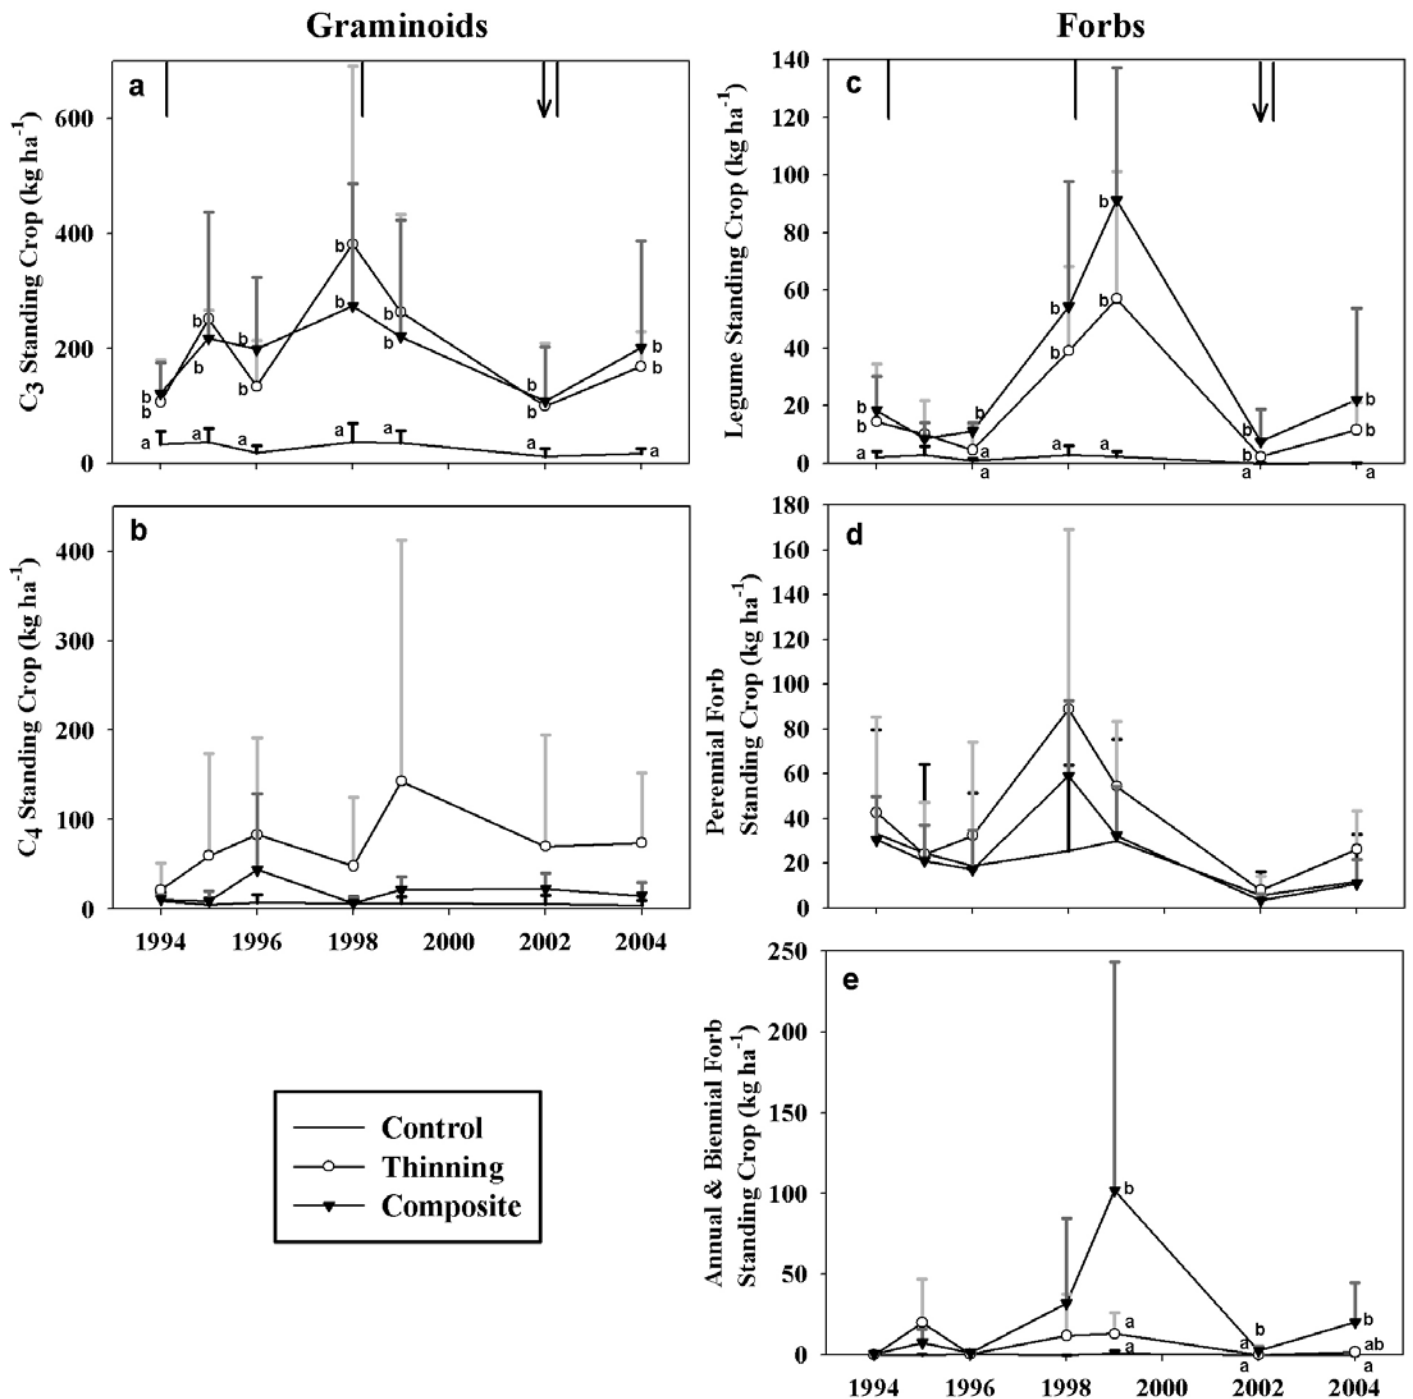 Graminoids
Forbs
a
C3 Standing Crop (kg ha-1)
600
400
200
0
b
b
b
b
b
b
b
b
b
b
b
b
b
b
a
a
a
a
a
a
a
c
Legume Standing Crop (kg ha-1)
140
120
100
80
60
40
20
0
b
b
b
b
b
b
b
b
b
b
b
a
a
a
a
a
a
a
b
C4 Standing Crop (kg ha-1)
400
300
200
100
0
1994 1996 1998 2000 2002 2004
d
Perennial Forb
Standing Crop (kg ha-1)
180
160
140
120
100
80
60
40
20
0
Control
Thinning
Composite
e
Annual & Biennial Forb
Standing Crop (kg ha-1)
250
200
150
100
50
0
b
a
a
b
a
a
b
ab
a
1994 1996 1998 2000 2002 2004